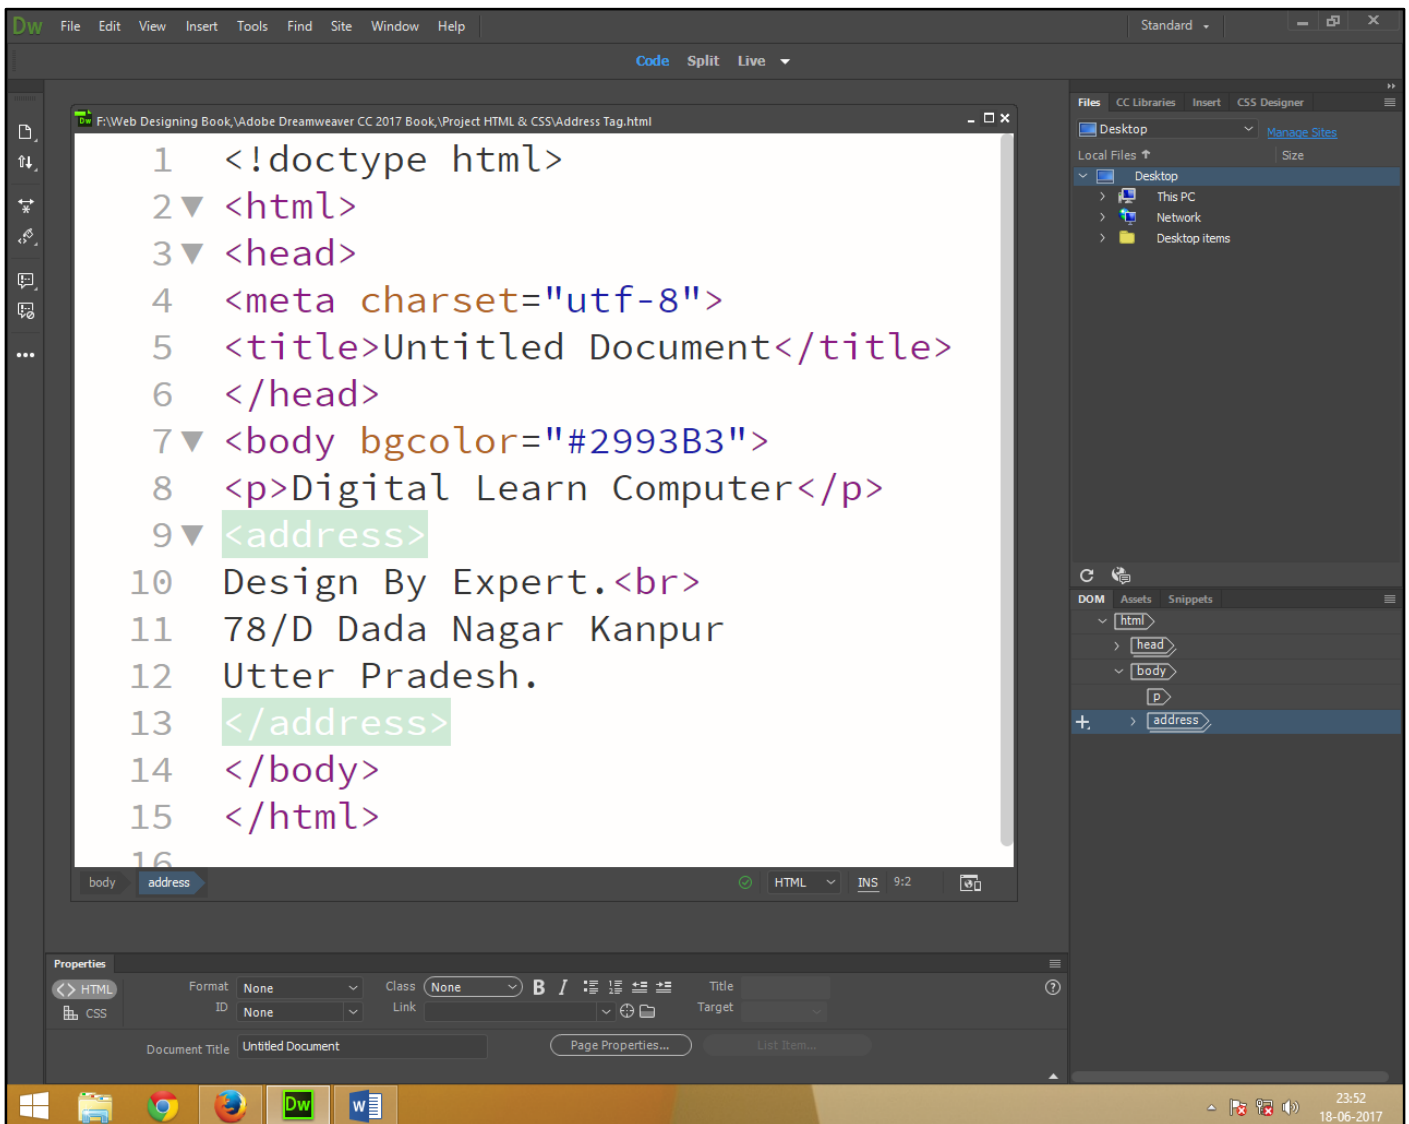 Dw File Edit View Insert Tools Find Site Window Help Standard
Code Split Live
F:\Web Designing Book,\Adobe Dreamweaver CC 2017 Book,\Project HTML & CSS\Address Tag.html
1 <!doctype html>
2 <html>
3 <head>
4 <meta charset="utf-8">
5 <title>Untitled Document</title>
6 </head>
7 <body bgcolor="#2993B3">
8 <p>Digital Learn Computer</p>
9 <address>
10 Design By Expert.<br>
11 78/D Dada Nagar Kanpur
12 Utter Pradesh.
13 </address>
14 </body>
15 </html>
16
body address HTML INS 9:2
Files CC Libraries Insert CSS Designer
Desktop Manage Sites
Local Files Size
Desktop
This PC
Network
Desktop items
DOM Assets Snippets
html
head
body
p
address
Properties
HTML Format None Class None B I Title
CSS ID None Link Target
Document Title Untitled Document Page Properties... List Item...
Dw W 23:52
18-06-2017